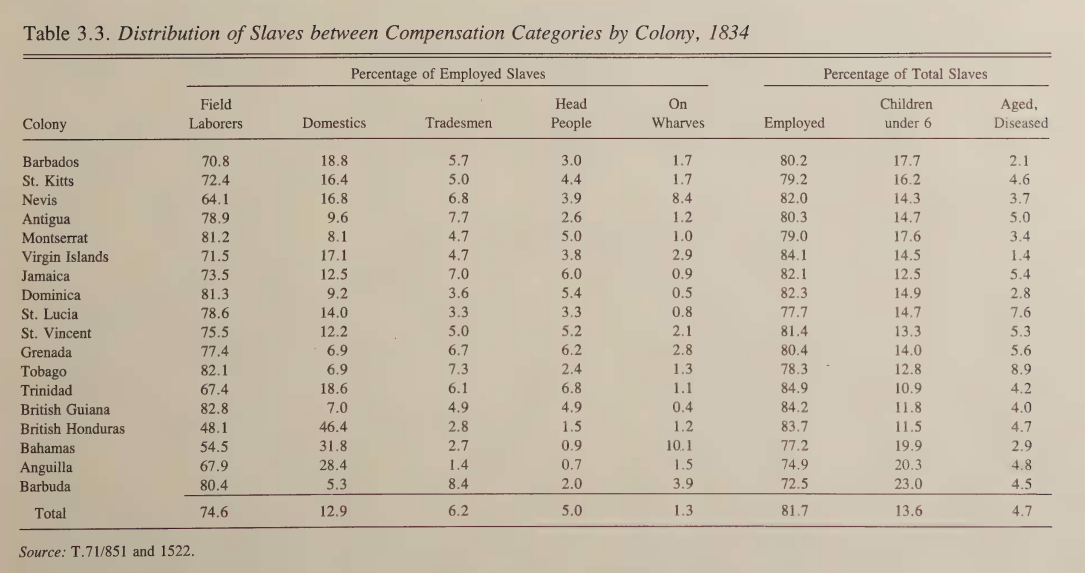 Table 3.3. Distribution of Slaves between Compensation Categories by Colony, 1834
Percentage of Employed Slaves Percentage of Total Slaves
Field Head On Children Aged,
Colony Laborers Domestics Tradesmen People Wharves Employed under 6 Diseased
Barbados 70.8 18.8 5.7 3.0 1.7 80.2 17.7 2.1
St. Kitts 72.4 16.4 5.0 4.4 1.7 79.2 16.2 4.6
Nevis 64.1 16.8 6.8 3.9 8.4 82.0 14.3 3.7
Antigua 78.9 9.6 7.7 2.6 1.2 80.3 14.7 5.0
Montserrat 81.2 8.1 4.7 5.0 1.0 79.0 17.6 3.4
Virgin Islands 71.5 17.1 4.7 3.8 2.9 84.1 14.5 1.4
Jamaica 73.5 12.5 7.0 6.0 0.9 82.1 12.5 5.4
Dominica 81.3 9.2 3.6 5.4 0.5 82.3 14.9 2.8
St. Lucia 78.6 14.0 3.3 3.3 0.8 77.7 14.7 7.6
St. Vincent 75.5 12.2 5.0 5.2 2.1 81.4 13.3 5.3
Grenada 77.4 6.9 6.7 6.2 2.8 80.4 14.0 5.6
Tobago 82.1 6.9 7.3 2.4 1.3 78.3 12.8 8.9
Trinidad 67.4 18.6 6.1 6.8 1.1 84.9 10.9 4.2
British Guiana 82.8 7.0 4.9 4.9 0.4 84.2 11.8 4.0
British Honduras 48.1 46.4 2.8 1.5 1.2 83.7 11.5 4.7
Bahamas 54.5 31.8 2.7 0.9 10.1 77.2 19.9 2.9
Anguilla 67.9 28.4 1.4 0.7 1.5 74.9 20.3 4.8
Barbuda 80.4 5.3 8.4 2.0 3.9 72.5 23.0 4.5
Total 74.6 12.9 6.2 5.0 1.3 81.7 13.6 4.7
Source: T.71/851 and 1522.